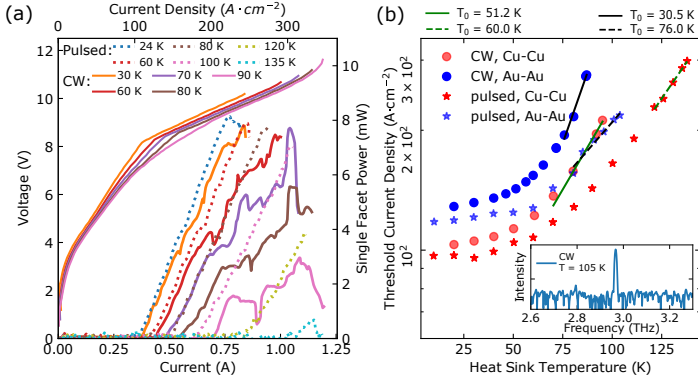 (a)
Current Density (A·cm⁻²)
0 100 200 300
Pulsed:
24 K 80 K 120 K
60 K 100 K 135 K
CW:
30 K 70 K 90 K
60 K 80 K
Voltage (V)
12
10
8
6
4
2
0
Single Facet Power (mW)
10
8
6
4
2
0
0.00 0.25 0.50 0.75 1.00 1.25
Current (A)
(b)
T₀ = 51.2 K T₀ = 30.5 K
T₀ = 60.0 K T₀ = 76.0 K
CW, Cu-Cu
CW, Au-Au
pulsed, Cu-Cu
pulsed, Au-Au
Threshold Current Density (A·cm⁻²)
3 × 10²
2 × 10²
10²
CW
T = 105 K
Intensity
2.6 2.8 3.0 3.2
Frequency (THz)
25 50 75 100 125
Heat Sink Temperature (K)